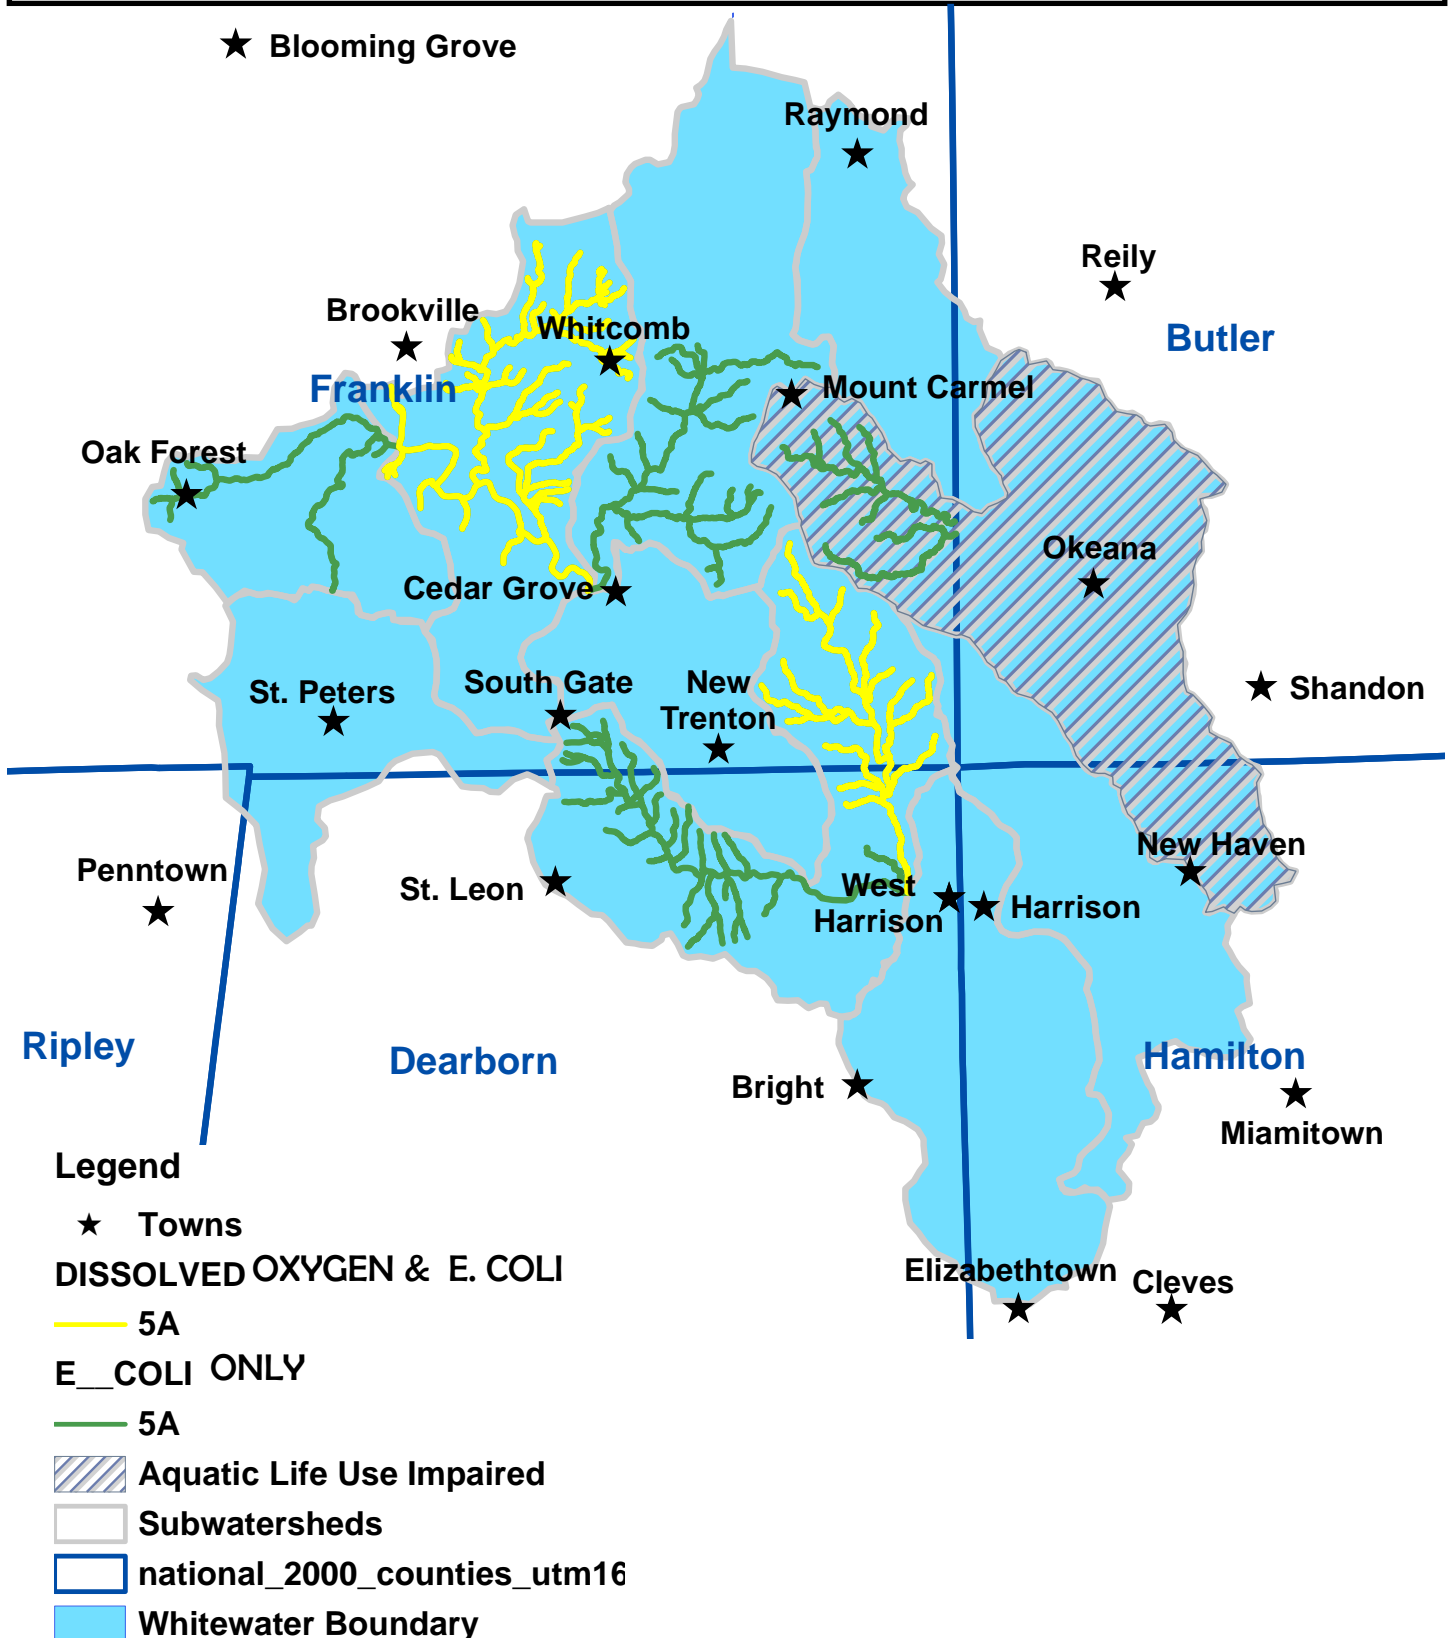 Blooming Grove
Raymond
Reily
Brookville
Whitcomb
Butler
Franklin
Mount Carmel
Oak Forest
Okeana
Cedar Grove
South Gate
New
Trenton
St. Peters
Shandon
New Haven
Penntown
St. Leon
West
Harrison
Harrison
Ripley
Dearborn
Hamilton
Bright
Miamitown
Legend
Towns
DISSOLVED OXYGEN & E. COLI
Elizabethtown
Cleves
5A
E__COLI ONLY
5A
Aquatic Life Use Impaired
Subwatersheds
national_2000_counties_utm16
Whitewater Boundary